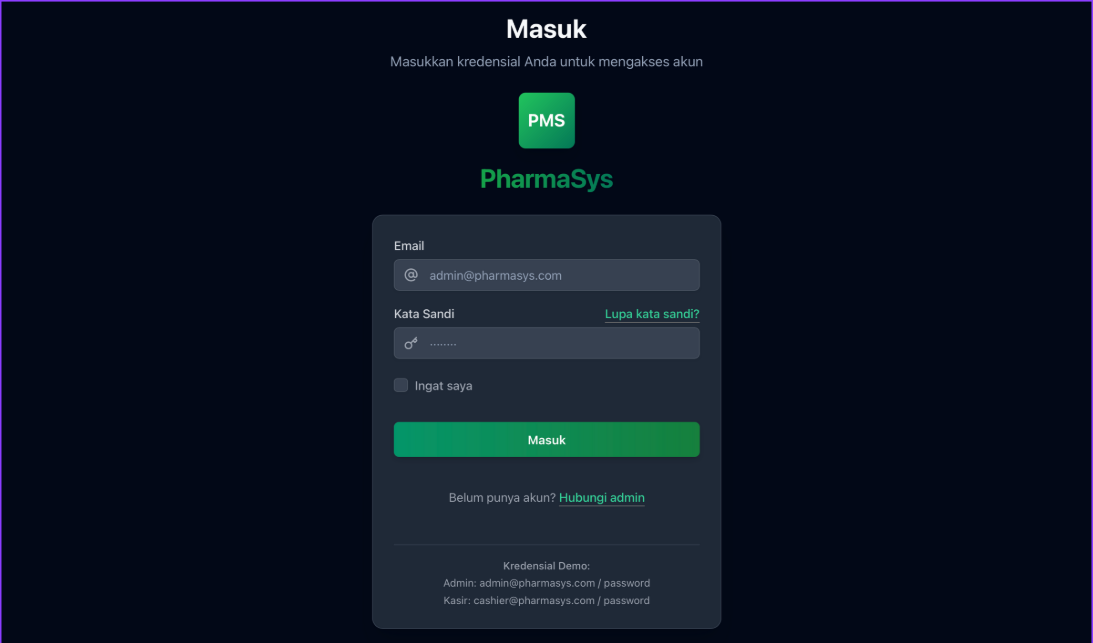 Masuk
Masukkan kredensial Anda untuk mengakses akun
PMS
PharmaSys
Email
@ admin@pharmasys.com
Kata Sandi Lupa kata sandi?
........
Ingat saya
Masuk
Belum punya akun? Hubungi admin
Kredensial Demo:
Admin: admin@pharmasys.com / password
Kasir: cashier@pharmasys.com / password